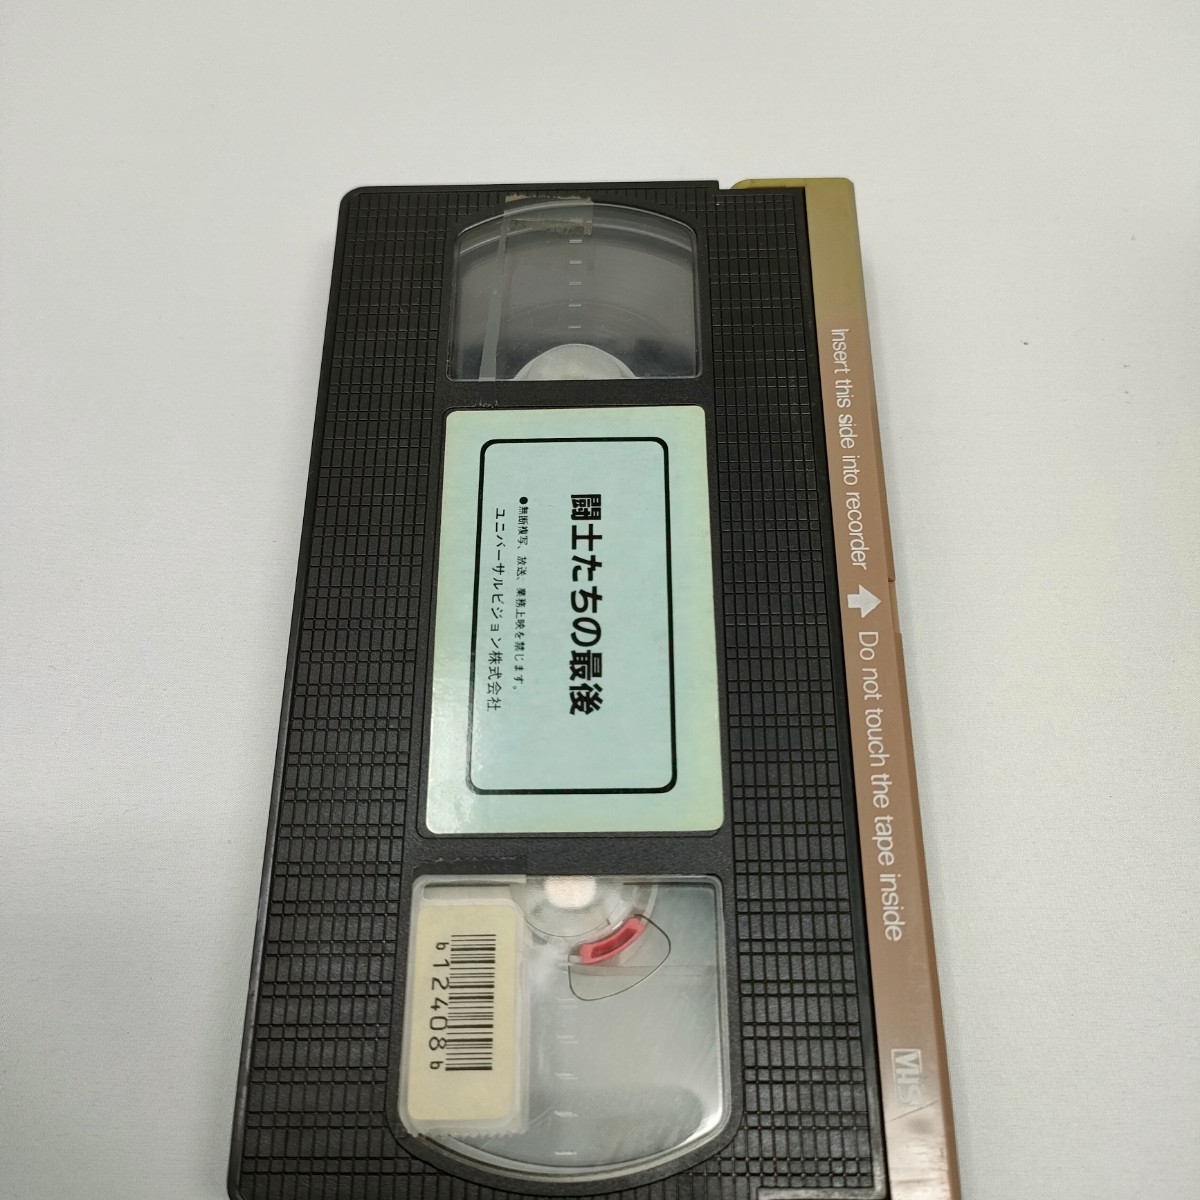 闘士たちの最後
●無断複写、放送、業務上映を禁じます。
ユニバーサルビジョン株式会社
Insert this side into recorder ⬆ Do not touch the tape inside
VHS
b12408b